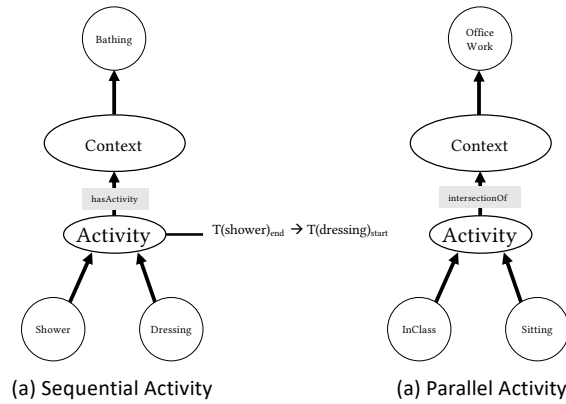 Bathing
Context
hasActivity
Activity
T(shower)end → T(dressing)start
Shower
Dressing
(a) Sequential Activity
Office
Work
Context
intersectionOf
Activity
InClass
Sitting
(a) Parallel Activity